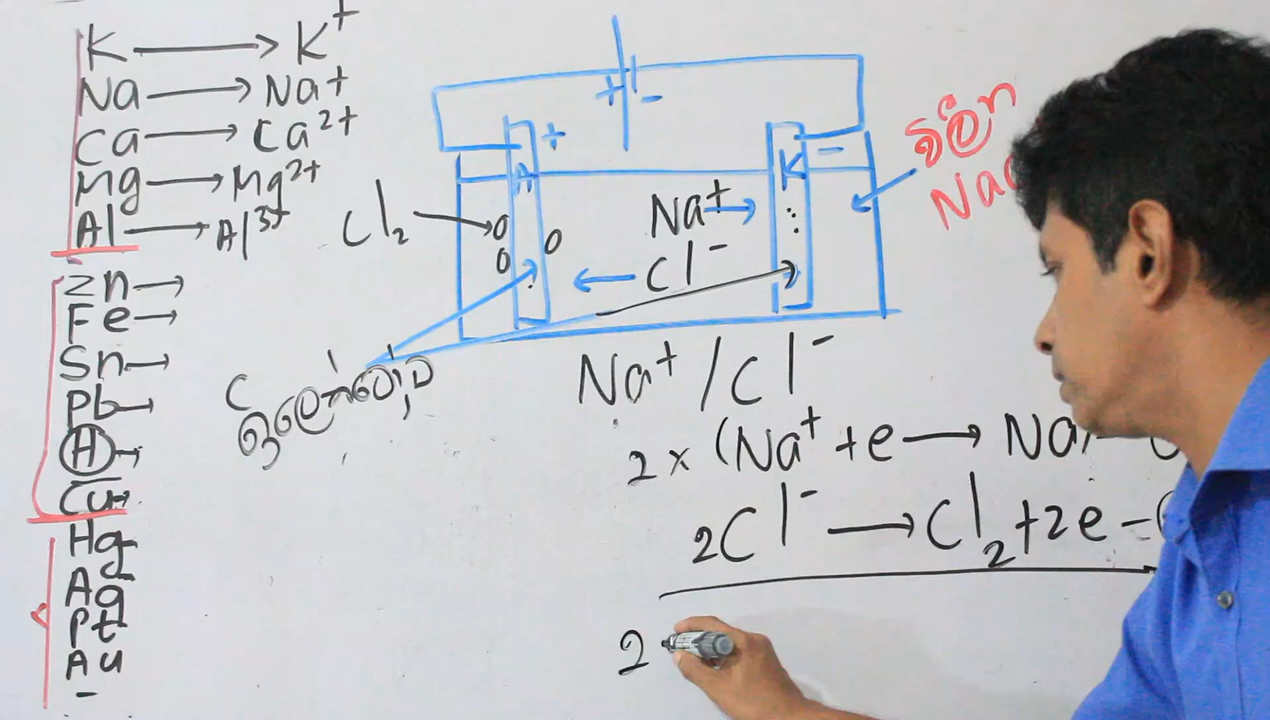 K ⟶ K⁺
Na ⟶ Na⁺
Ca ⟶ Ca²⁺
Mg ⟶ Mg²⁺
Al ⟶ Al³⁺
Zn ⟶
Fe ⟶
Sn ⟶
Pb ⟶
H ⟶
Cu ⟶
Hg
Ag
Pt
Au
+ -
+
A
K -
Cl₂
Na⁺ →
← Cl⁻
Na⁺ / Cl⁻
2 × (Na⁺ + e ⟶ Na
2Cl⁻ ⟶ Cl₂ + 2e -
2
C